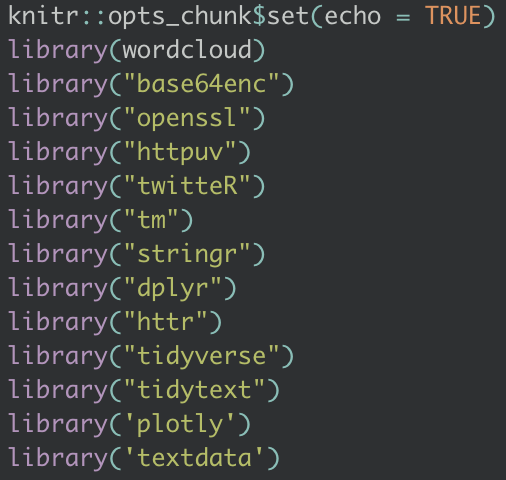 knitr::opts_chunk$set(echo = TRUE)
library(wordcloud)
library("base64enc")
library("openssl")
library("httpuv")
library("twitteR")
library("tm")
library("stringr")
library("dplyr")
library("httr")
library("tidyverse")
library("tidytext")
library('plotly')
library('textdata')